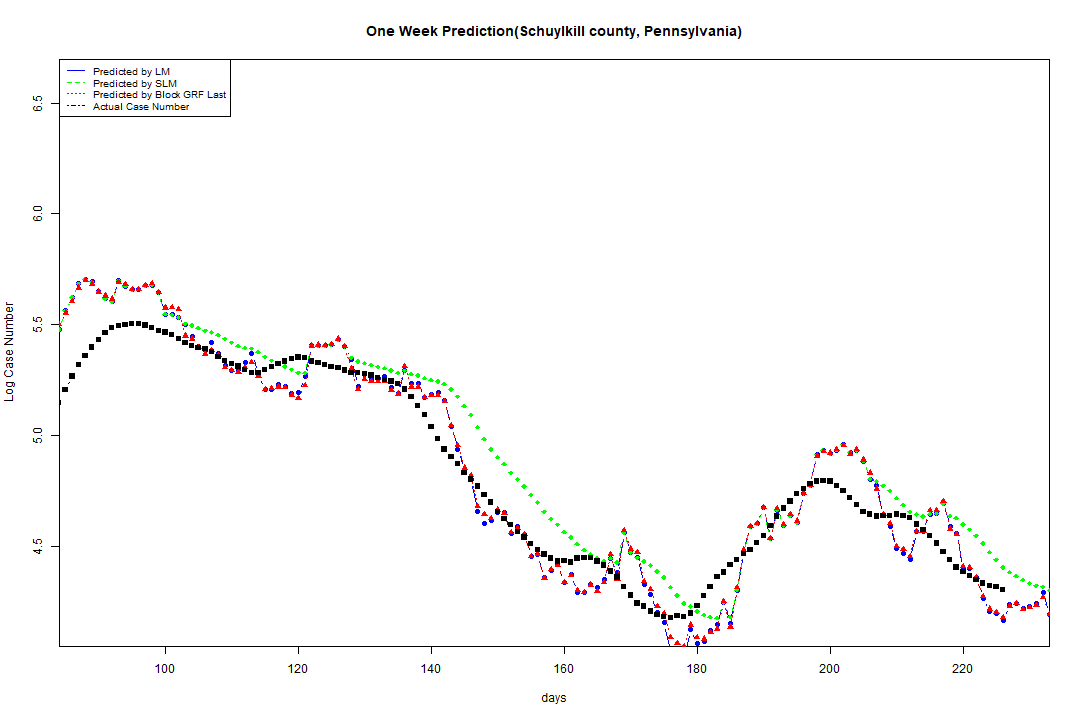 One Week Prediction(Schuylkill county, Pennsylvania)
Predicted by LM
Predicted by SLM
Predicted by Block GRF Last
Actual Case Number
6.5
6.0
5.5
5.0
4.5
Log Case Number
100 120 140 160 180 200 220
days